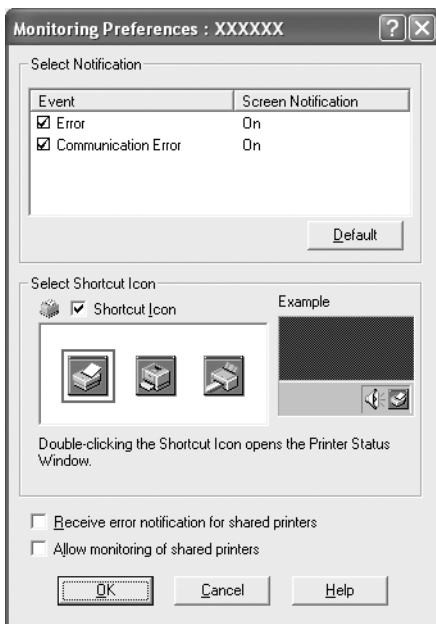 Monitoring Preferences : XXXXXX
Select Notification
Event Screen Notification
Error On
Communication Error On
Default
Select Shortcut Icon
Shortcut Icon
Example
Double-clicking the Shortcut Icon opens the Printer Status
Window.
Receive error notification for shared printers
Allow monitoring of shared printers
OK Cancel Help